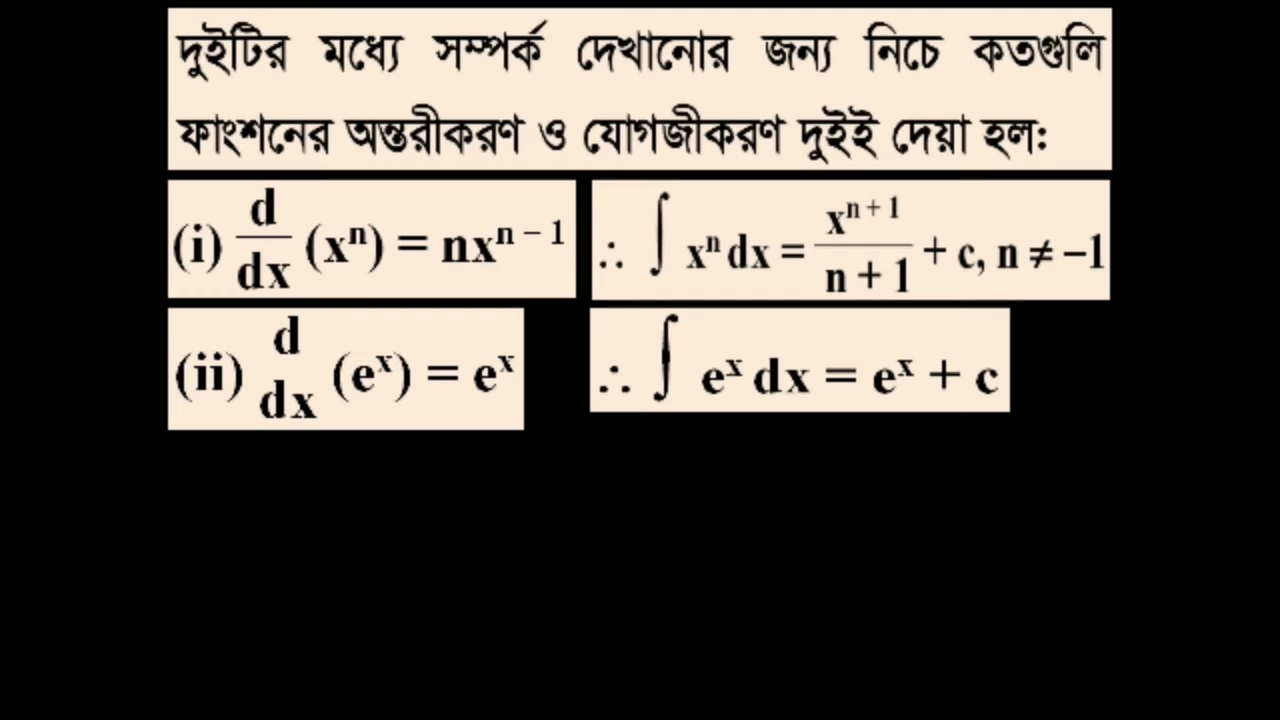 দুইটির মধ্যে সম্পর্ক দেখানোর জন্য নিচে কতগুলি
ফাংশনের অন্তরীকরণ ও যোগজীকরণ দুইই দেয়া হলঃ
(i) d/dx (xⁿ) = nxⁿ⁻¹ ∴ ∫ xⁿ dx = xⁿ⁺¹/n + 1 + c, n ≠ −1
(ii) d/dx (eˣ) = eˣ ∴ ∫ eˣ dx = eˣ + c